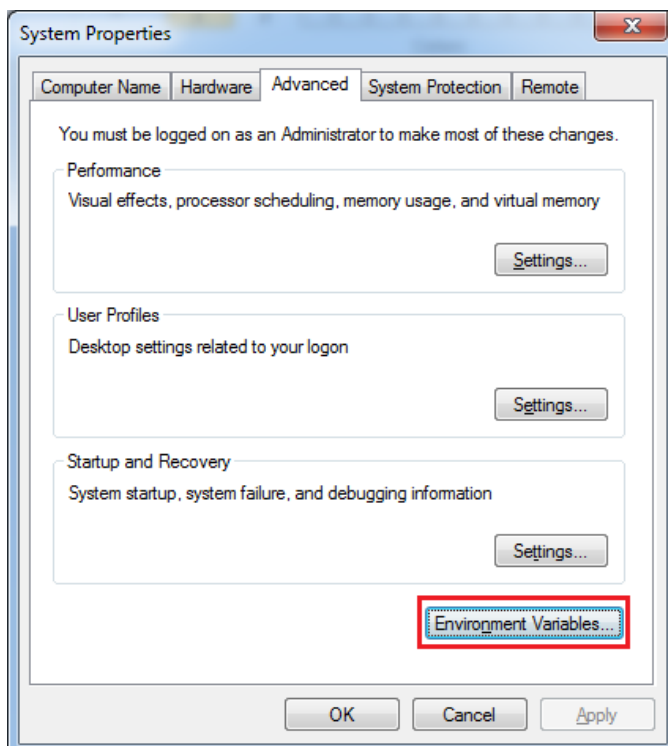 System Properties
Computer Name Hardware Advanced System Protection Remote
You must be logged on as an Administrator to make most of these changes.
Performance
Visual effects, processor scheduling, memory usage, and virtual memory
Settings...
User Profiles
Desktop settings related to your logon
Settings...
Startup and Recovery
System startup, system failure, and debugging information
Settings...
Environment Variables...
OK Cancel Apply